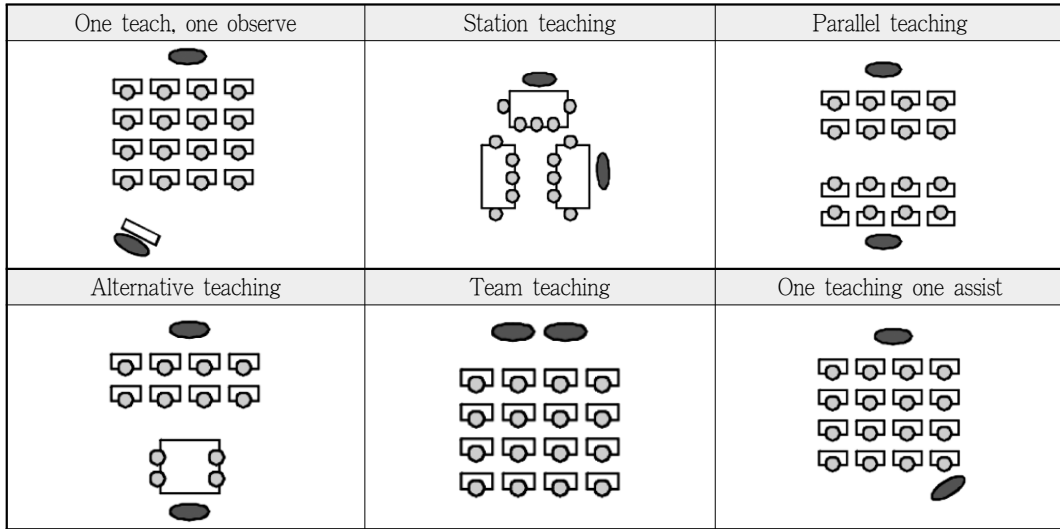 One teach, one observe
Station teaching
Parallel teaching
Alternative teaching
Team teaching
One teaching one assist